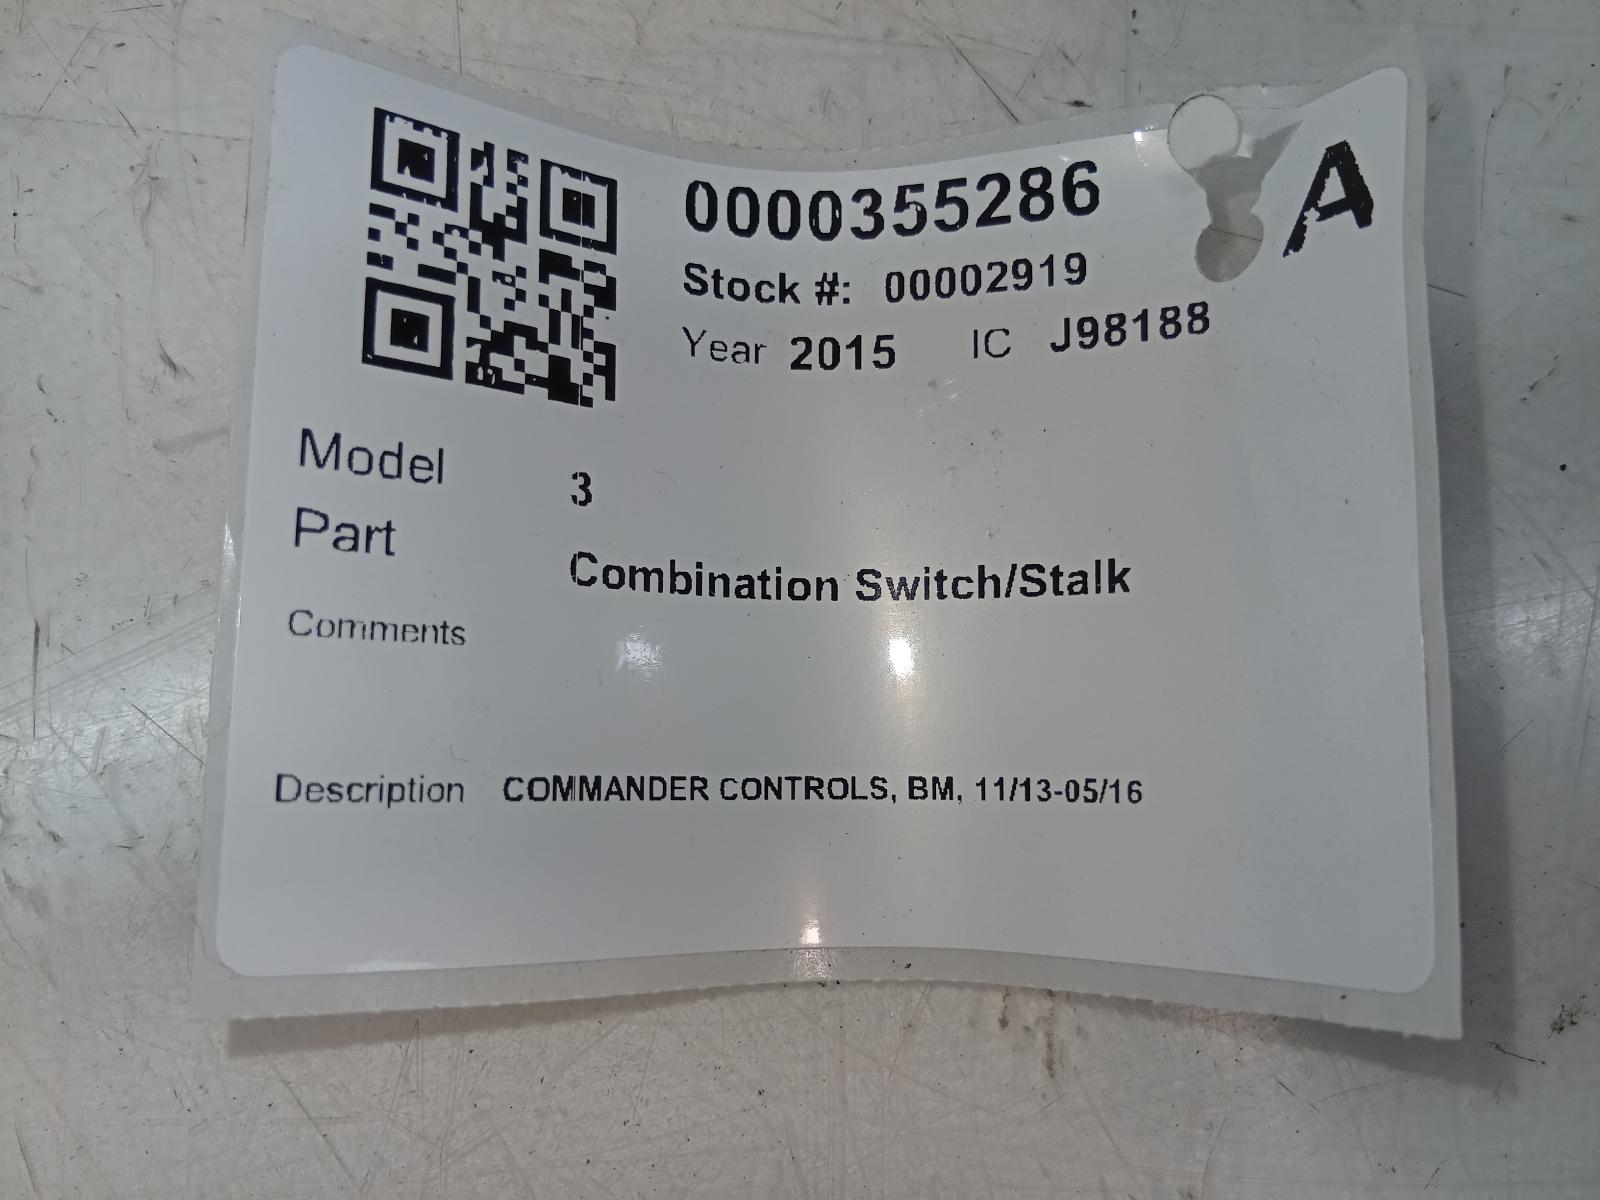 0000355286
A
Stock #: 00002919
Year 2015 IC J98188
Model 3
Part Combination Switch/Stalk
Comments
Description COMMANDER CONTROLS, BM, 11/13-05/16